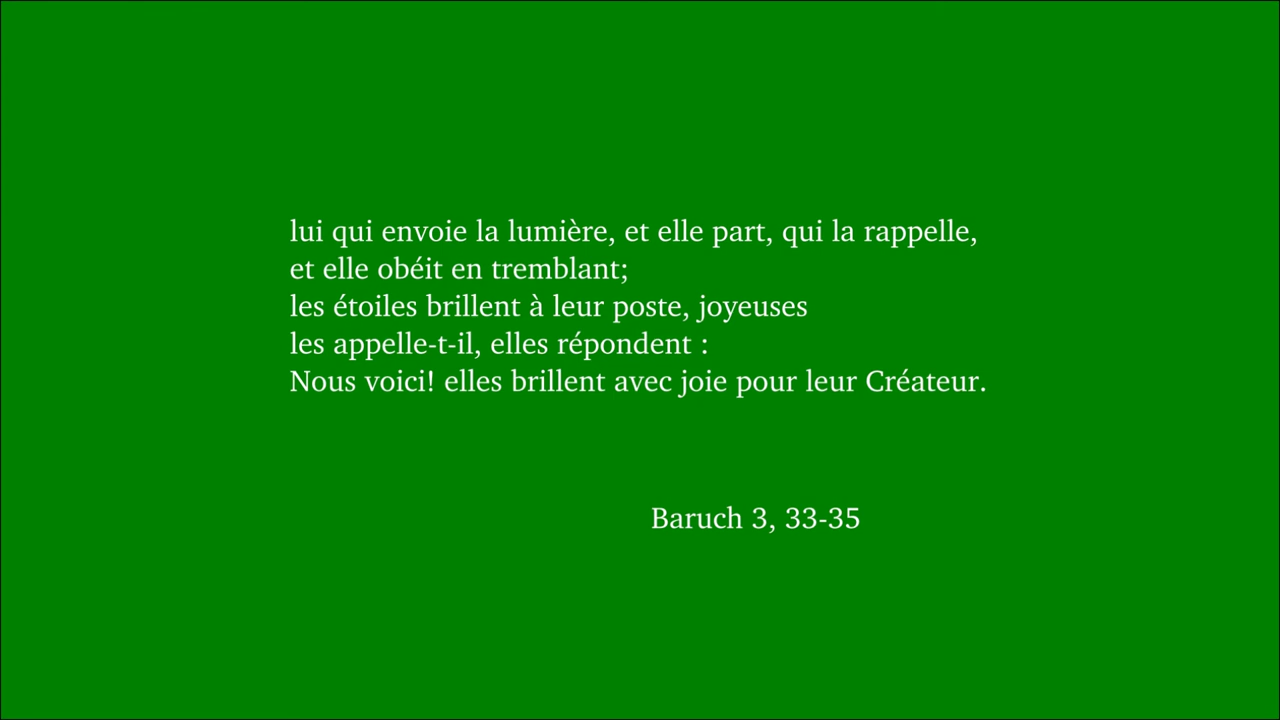 lui qui envoie la lumière, et elle part, qui la rappelle,
et elle obéit en tremblant;
les étoiles brillent à leur poste, joyeuses
les appelle-t-il, elles répondent :
Nous voici! elles brillent avec joie pour leur Créateur.
Baruch 3, 33-35